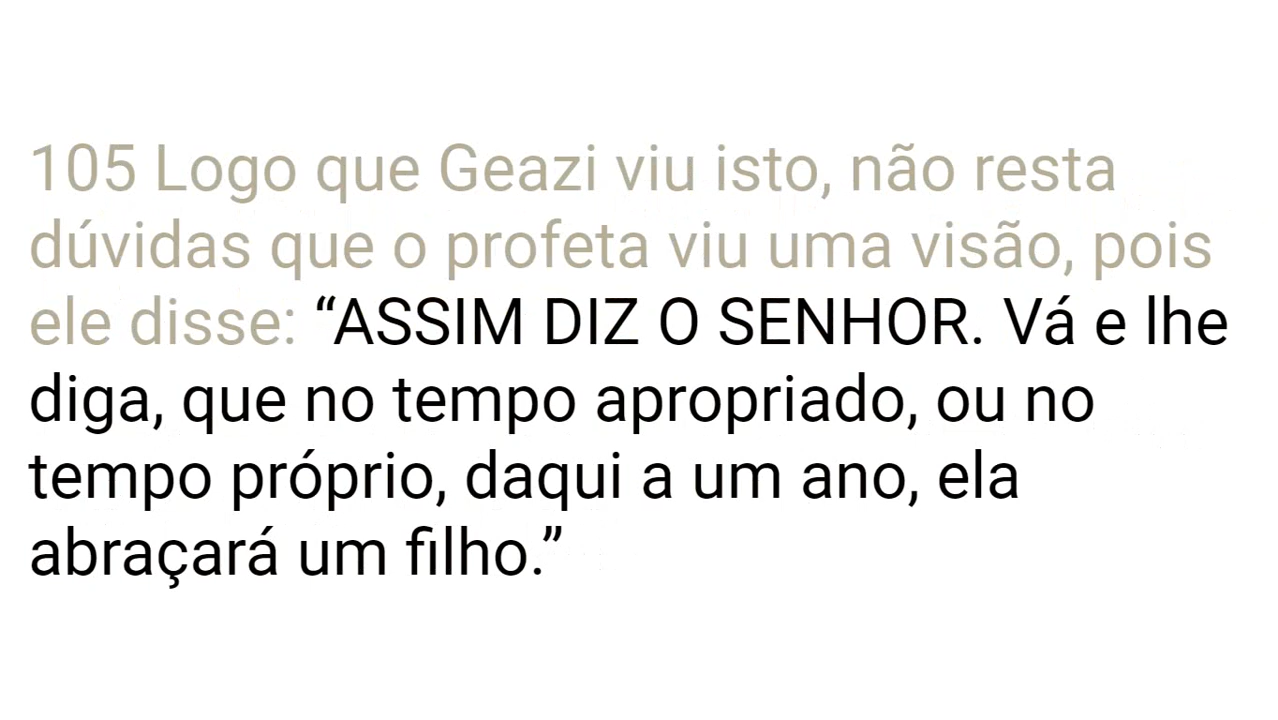 105 Logo que Geazi viu isto, não resta
dúvidas que o profeta viu uma visão, pois
ele disse: “ASSIM DIZ O SENHOR. Vá e lhe
diga, que no tempo apropriado, ou no
tempo próprio, daqui a um ano, ela
abraçará um filho.”